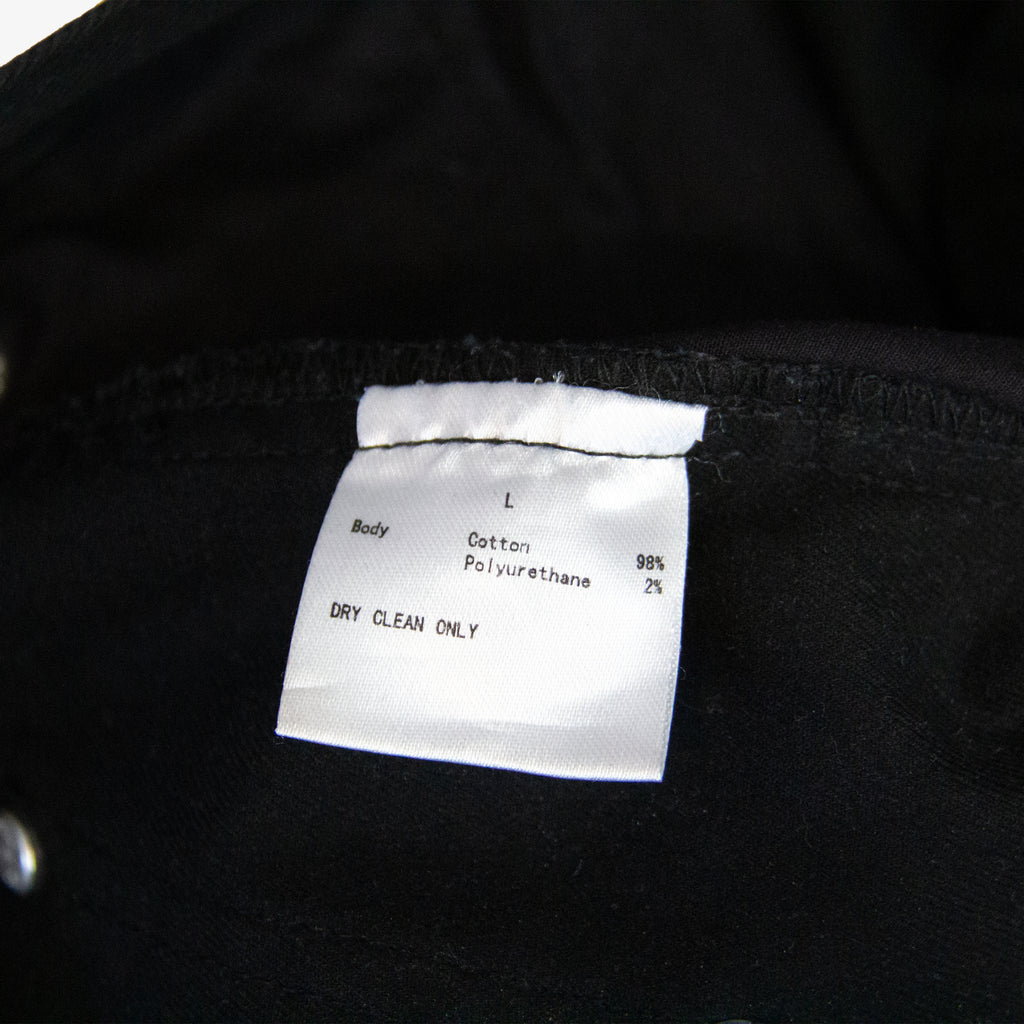 L
Body Cotton 98%
Polyurethane 2%
DRY CLEAN ONLY